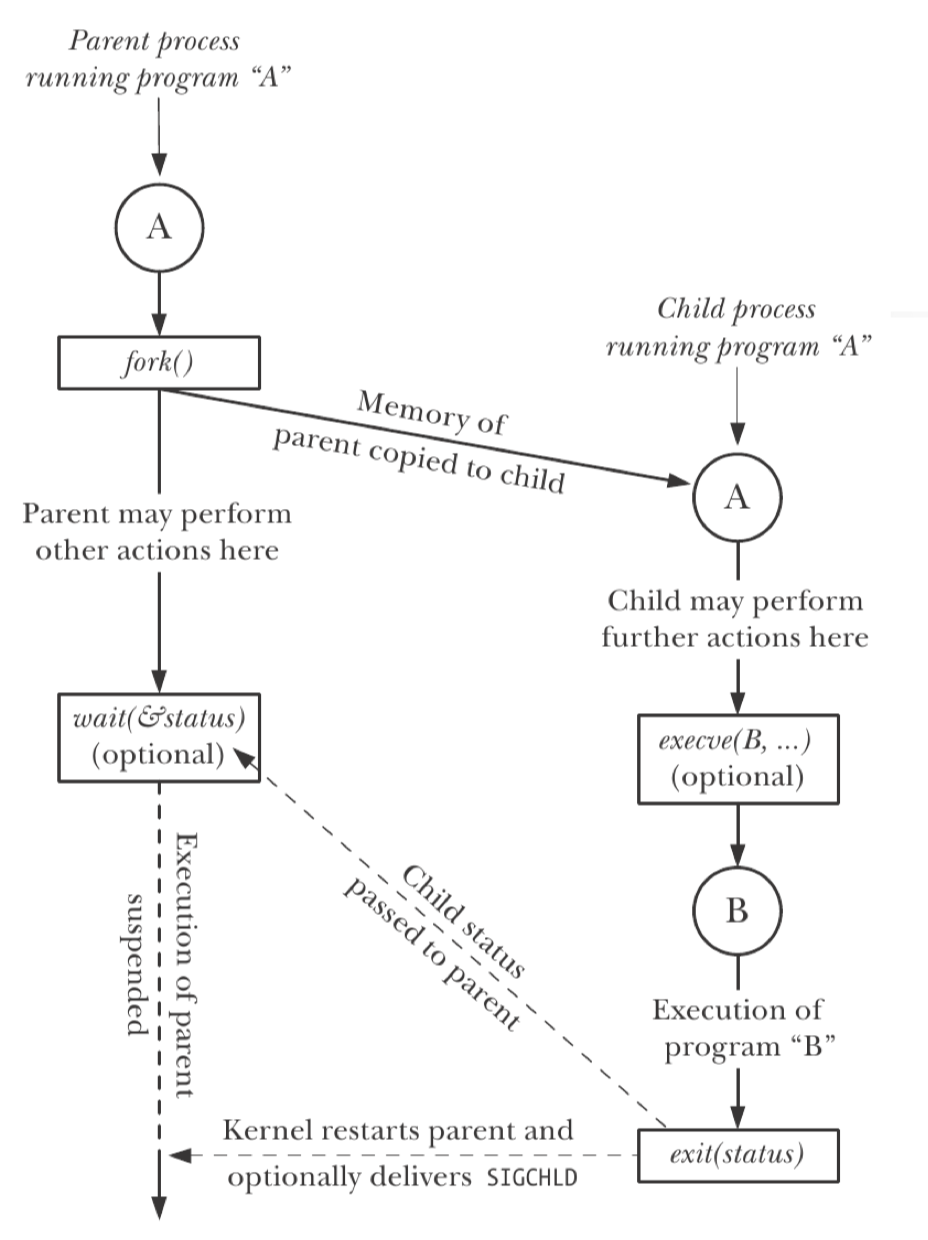 Parent process
running program “A”
A
fork()
Child process
running program “A”
Memory of
parent copied to child
A
Parent may perform
other actions here
Child may perform
further actions here
wait(&status)
(optional)
execve(B, ...)
(optional)
B
Execution of parent
suspended
Child status
passed to parent
Execution of
program “B”
Kernel restarts parent and
optionally delivers SIGCHLD
exit(status)